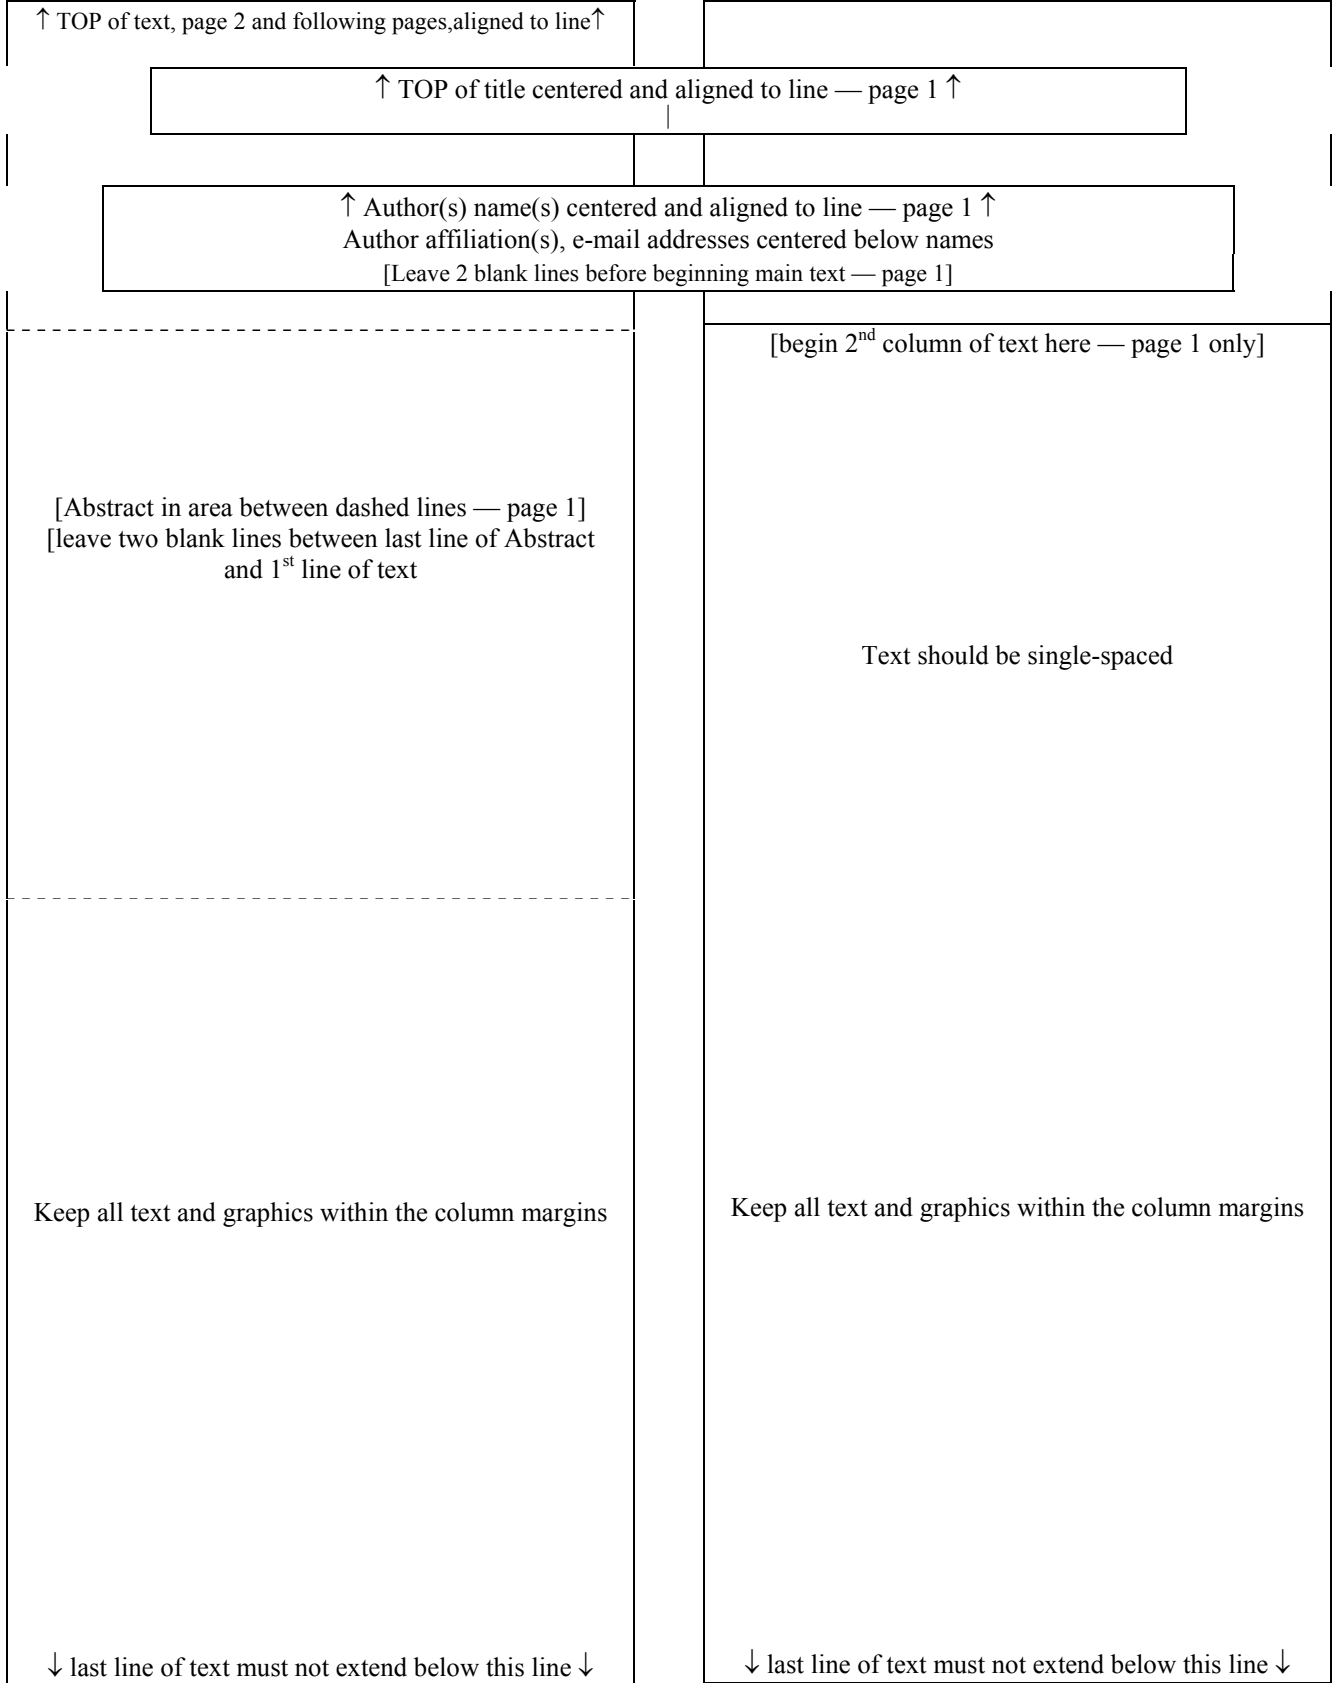 ↑ TOP of text, page 2 and following pages,aligned to line↑
↑ TOP of title centered and aligned to line — page 1 ↑
↑ Author(s) name(s) centered and aligned to line — page 1 ↑
Author affiliation(s), e-mail addresses centered below names
[Leave 2 blank lines before beginning main text — page 1]
[Abstract in area between dashed lines — page 1]
[leave two blank lines between last line of Abstract
and 1st line of text
Keep all text and graphics within the column margins
↓ last line of text must not extend below this line ↓
[begin 2nd column of text here — page 1 only]
Text should be single-spaced
Keep all text and graphics within the column margins
↓ last line of text must not extend below this line ↓